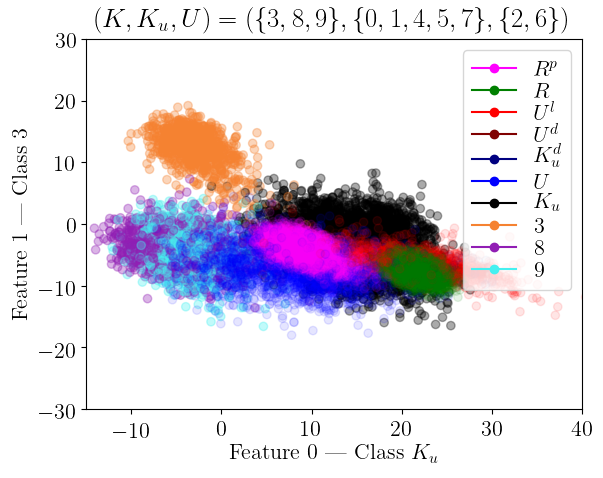 (K, K_u, U) = ({3, 8, 9}, {0, 1, 4, 5, 7}, {2, 6})
R^p
R
U^l
U^d
K_u^d
U
K_u
3
8
9
30
20
10
0
−10
−20
−30
Feature 1 — Class 3
−10 0 10 20 30 40
Feature 0 — Class K_u